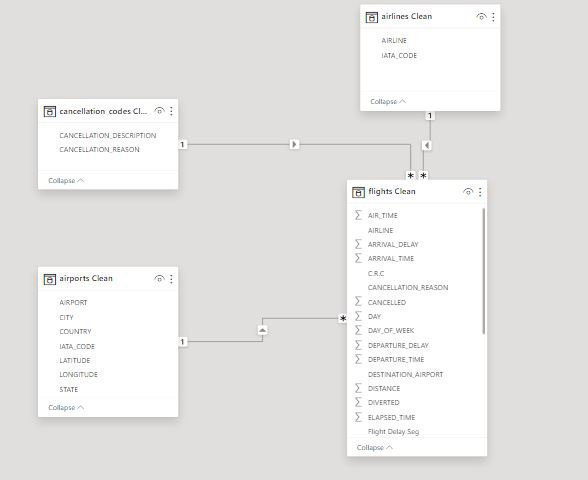 airlines Clean
AIRLINE
IATA_CODE
Collapse
cancellation_codes Cl...
CANCELLATION_DESCRIPTION
CANCELLATION_REASON
Collapse
1
1
*
*
flights Clean
AIR_TIME
AIRLINE
ARRIVAL_DELAY
ARRIVAL_TIME
C.R.C
CANCELLATION_REASON
CANCELLED
DAY
DAY_OF_WEEK
DEPARTURE_DELAY
DEPARTURE_TIME
DESTINATION_AIRPORT
DISTANCE
DIVERTED
ELAPSED_TIME
Flight Delay Seg
Collapse
airports Clean
AIRPORT
CITY
COUNTRY
IATA_CODE
LATITUDE
LONGITUDE
STATE
Collapse
1
*